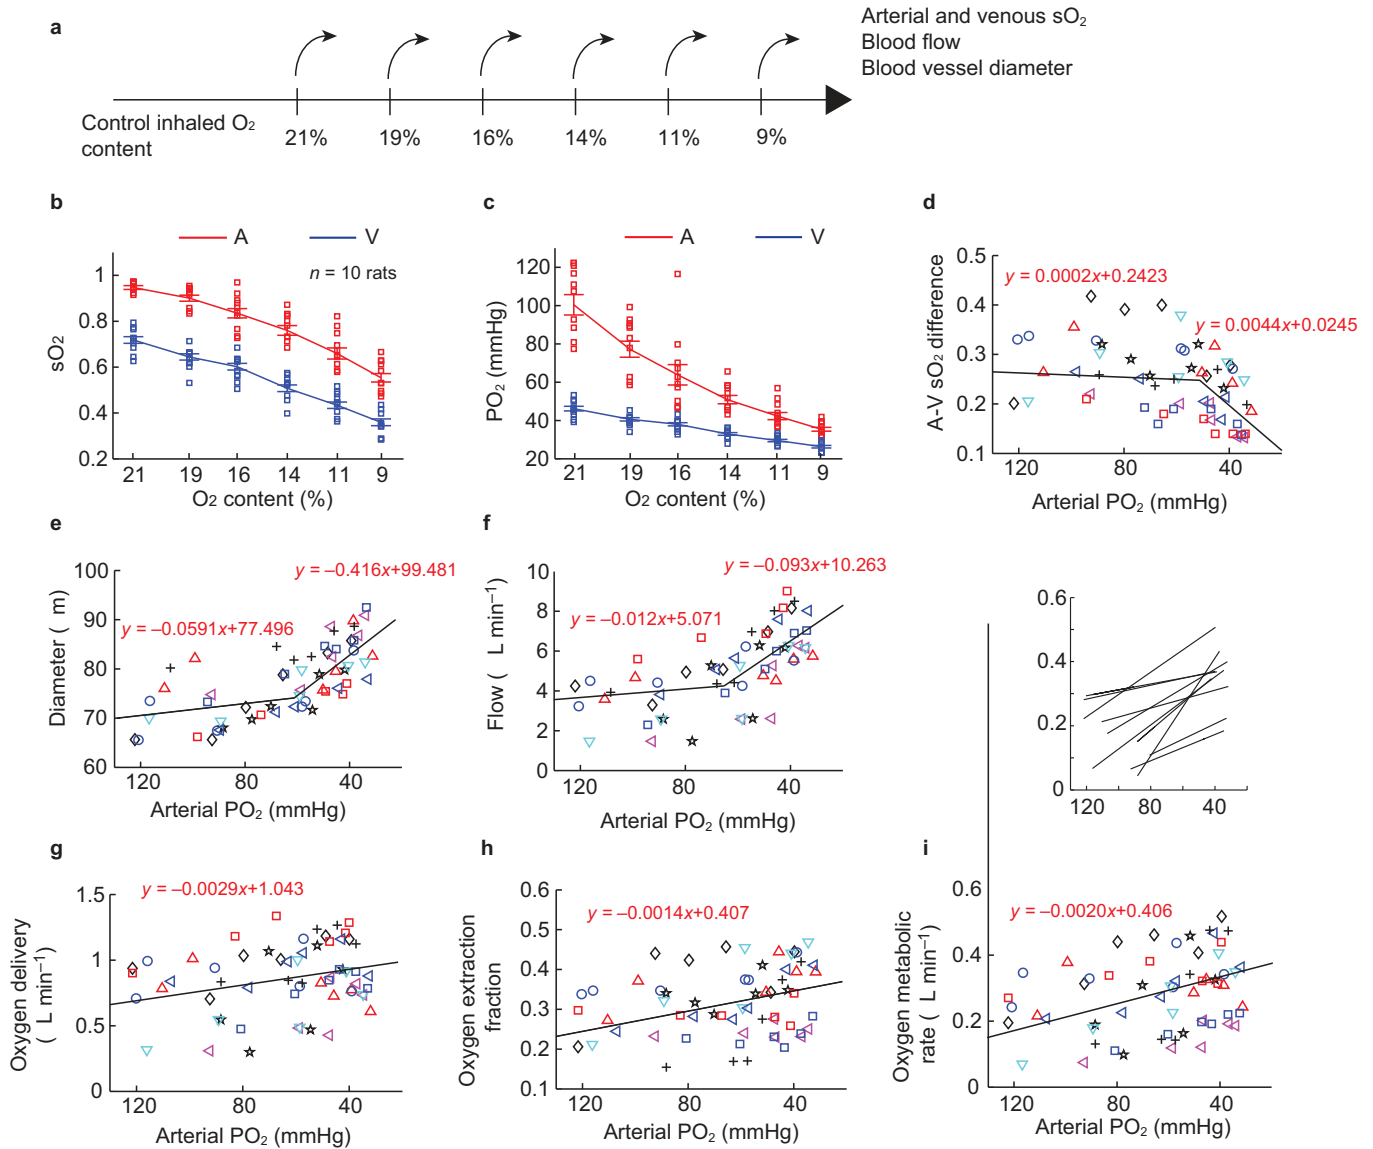 a
Arterial and venous sO2
Blood flow
Blood vessel diameter
Control inhaled O2
content
21% 19% 16% 14% 11% 9%
b
A V
n = 10 rats
1
0.8
0.6
0.4
0.2
sO2
21 19 16 14 11 9
O2 content (%)
c
A V
120
100
80
60
40
20
PO2 (mmHg)
21 19 16 14 11 9
O2 content (%)
d
0.5
0.4
0.3
0.2
0.1
A-V sO2 difference
y = 0.0002x+0.2423
y = 0.0044x+0.0245
120 80 40
Arterial PO2 (mmHg)
e
100
90
80
70
60
Diameter ( m)
y = –0.416x+99.481
y = –0.0591x+77.496
120 80 40
Arterial PO2 (mmHg)
f
10
8
6
4
2
0
Flow ( L min–1)
y = –0.093x+10.263
y = –0.012x+5.071
120 80 40
Arterial PO2 (mmHg)
0.6
0.4
0.2
0
120 80 40
g
1.5
1
0.5
0
Oxygen delivery
( L min–1)
y = –0.0029x+1.043
120 80 40
Arterial PO2 (mmHg)
h
0.6
0.5
0.4
0.3
0.2
0.1
Oxygen extraction
fraction
y = –0.0014x+0.407
120 80 40
Arterial PO2 (mmHg)
i
0.6
0.4
0.2
0
Oxygen metabolic
rate ( L min–1)
y = –0.0020x+0.406
120 80 40
Arterial PO2 (mmHg)